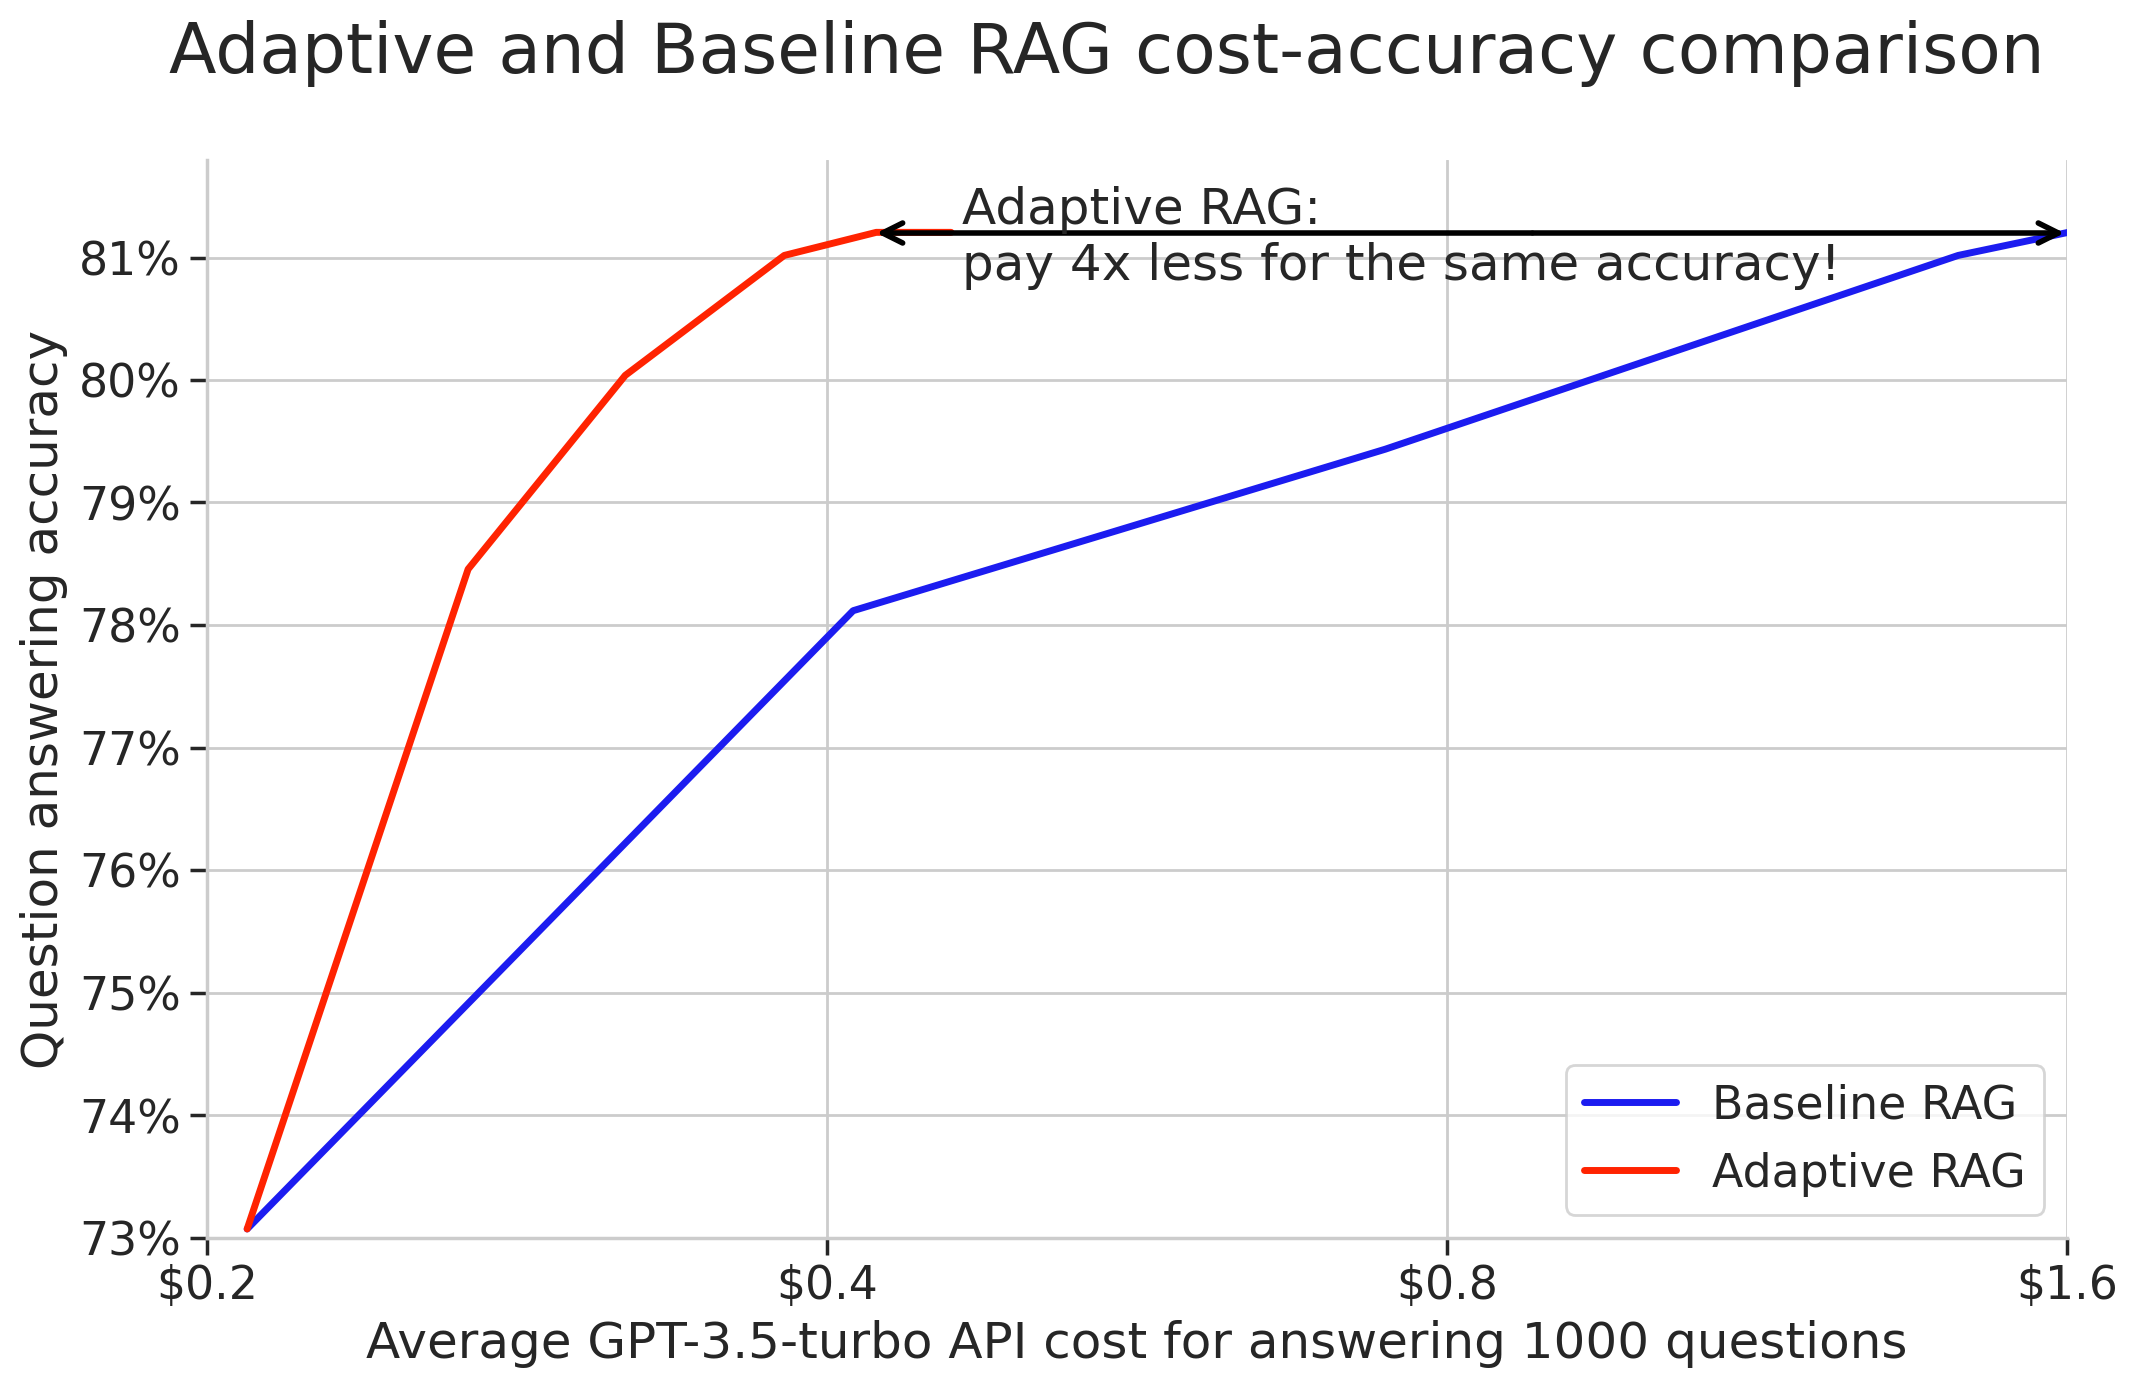 Adaptive and Baseline RAG cost-accuracy comparison
Adaptive RAG:
pay 4x less for the same accuracy!
Question answering accuracy
81%
80%
79%
78%
77%
76%
75%
74%
73%
Baseline RAG
Adaptive RAG
$0.2
$0.4
$0.8
$1.6
Average GPT-3.5-turbo API cost for answering 1000 questions